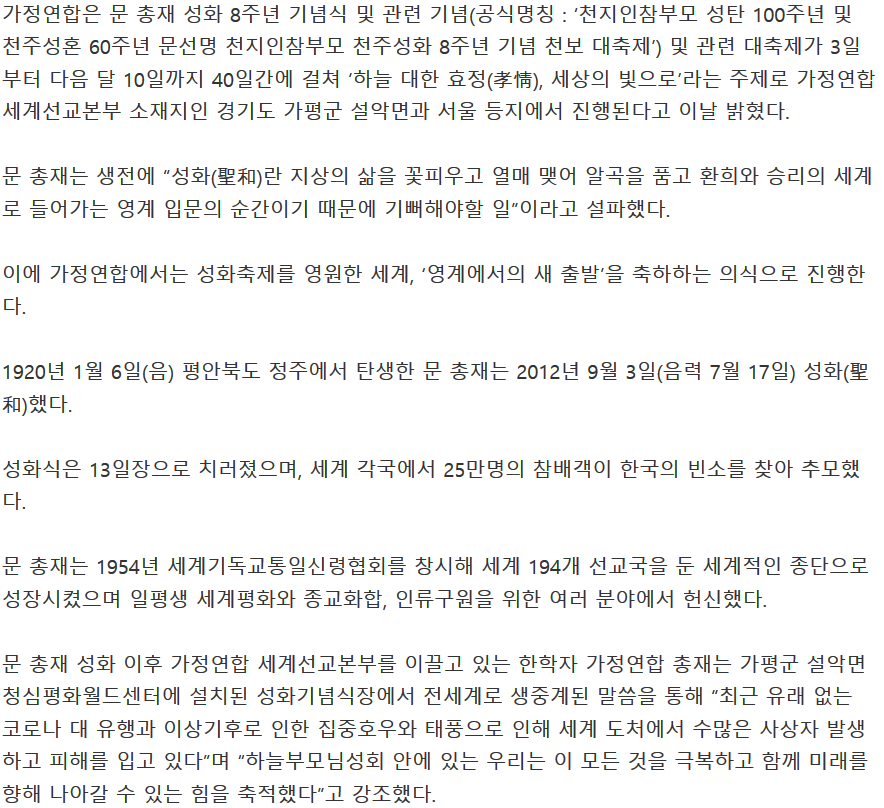 가정연합은 문 총재 성화 8주년 기념식 및 관련 기념(공식명칭 : ‘천지인참부모 성탄 100주년 및
천주성혼 60주년 문선명 천지인참부모 천주성화 8주년 기념 천보 대축제’) 및 관련 대축제가 3일
부터 다음 달 10일까지 40일간에 걸쳐 ‘하늘 대한 효정(孝情), 세상의 빛으로’라는 주제로 가정연합
세계선교본부 소재지인 경기도 가평군 설악면과 서울 등지에서 진행된다고 이날 밝혔다.
문 총재는 생전에 “성화(聖和)란 지상의 삶을 꽃피우고 열매 맺어 알곡을 품고 환희와 승리의 세계
로 들어가는 영계 입문의 순간이기 때문에 기뻐해야할 일”이라고 설파했다.
이에 가정연합에서는 성화축제를 영원한 세계, ‘영계에서의 새 출발’을 축하하는 의식으로 진행한
다.
1920년 1월 6일(음) 평안북도 정주에서 탄생한 문 총재는 2012년 9월 3일(음력 7월 17일) 성화(聖
和)했다.
성화식은 13일장으로 치러졌으며, 세계 각국에서 25만명의 참배객이 한국의 빈소를 찾아 추모했
다.
문 총재는 1954년 세계기독교통일신령협회를 창시해 세계 194개 선교국을 둔 세계적인 종단으로
성장시켰으며 일평생 세계평화와 종교화합, 인류구원을 위한 여러 분야에서 헌신했다.
문 총재 성화 이후 가정연합 세계선교본부를 이끌고 있는 한학자 가정연합 총재는 가평군 설악면
청심평화월드센터에 설치된 성화기념식장에서 전세계로 생중계된 말씀을 통해 ”최근 유래 없는
코로나 대 유행과 이상기후로 인한 집중호우와 태풍으로 인해 세계 도처에서 수많은 사상자 발생
하고 피해를 입고 있다”며 “하늘부모님성회 안에 있는 우리는 이 모든 것을 극복하고 함께 미래를
향해 나아갈 수 있는 힘을 축적했다”고 강조했다.